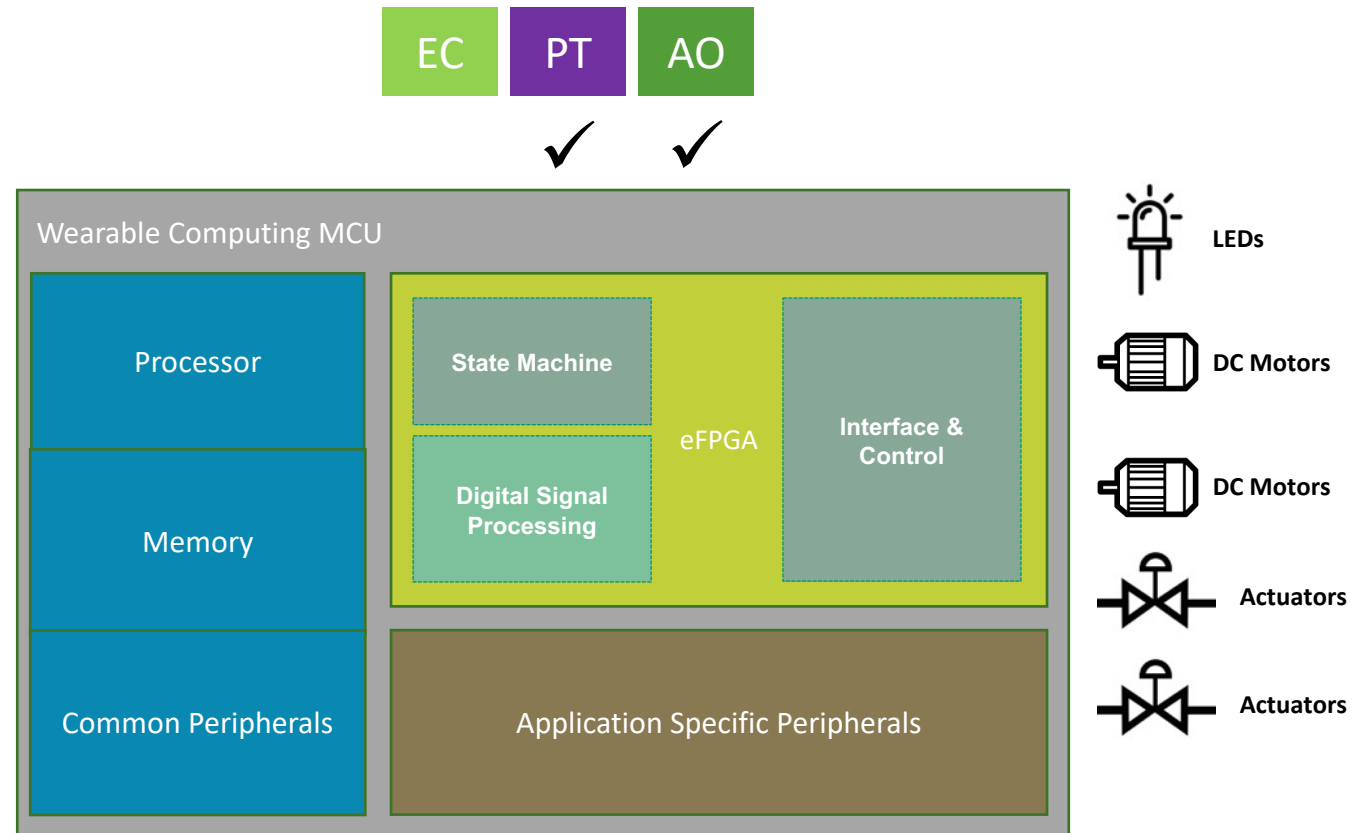 EC
PT
AO
Wearable Computing MCU
Processor
Memory
Common Peripherals
State Machine
Digital Signal
Processing
eFPGA
Interface &
Control
Application Specific Peripherals
LEDs
DC Motors
DC Motors
Actuators
Actuators